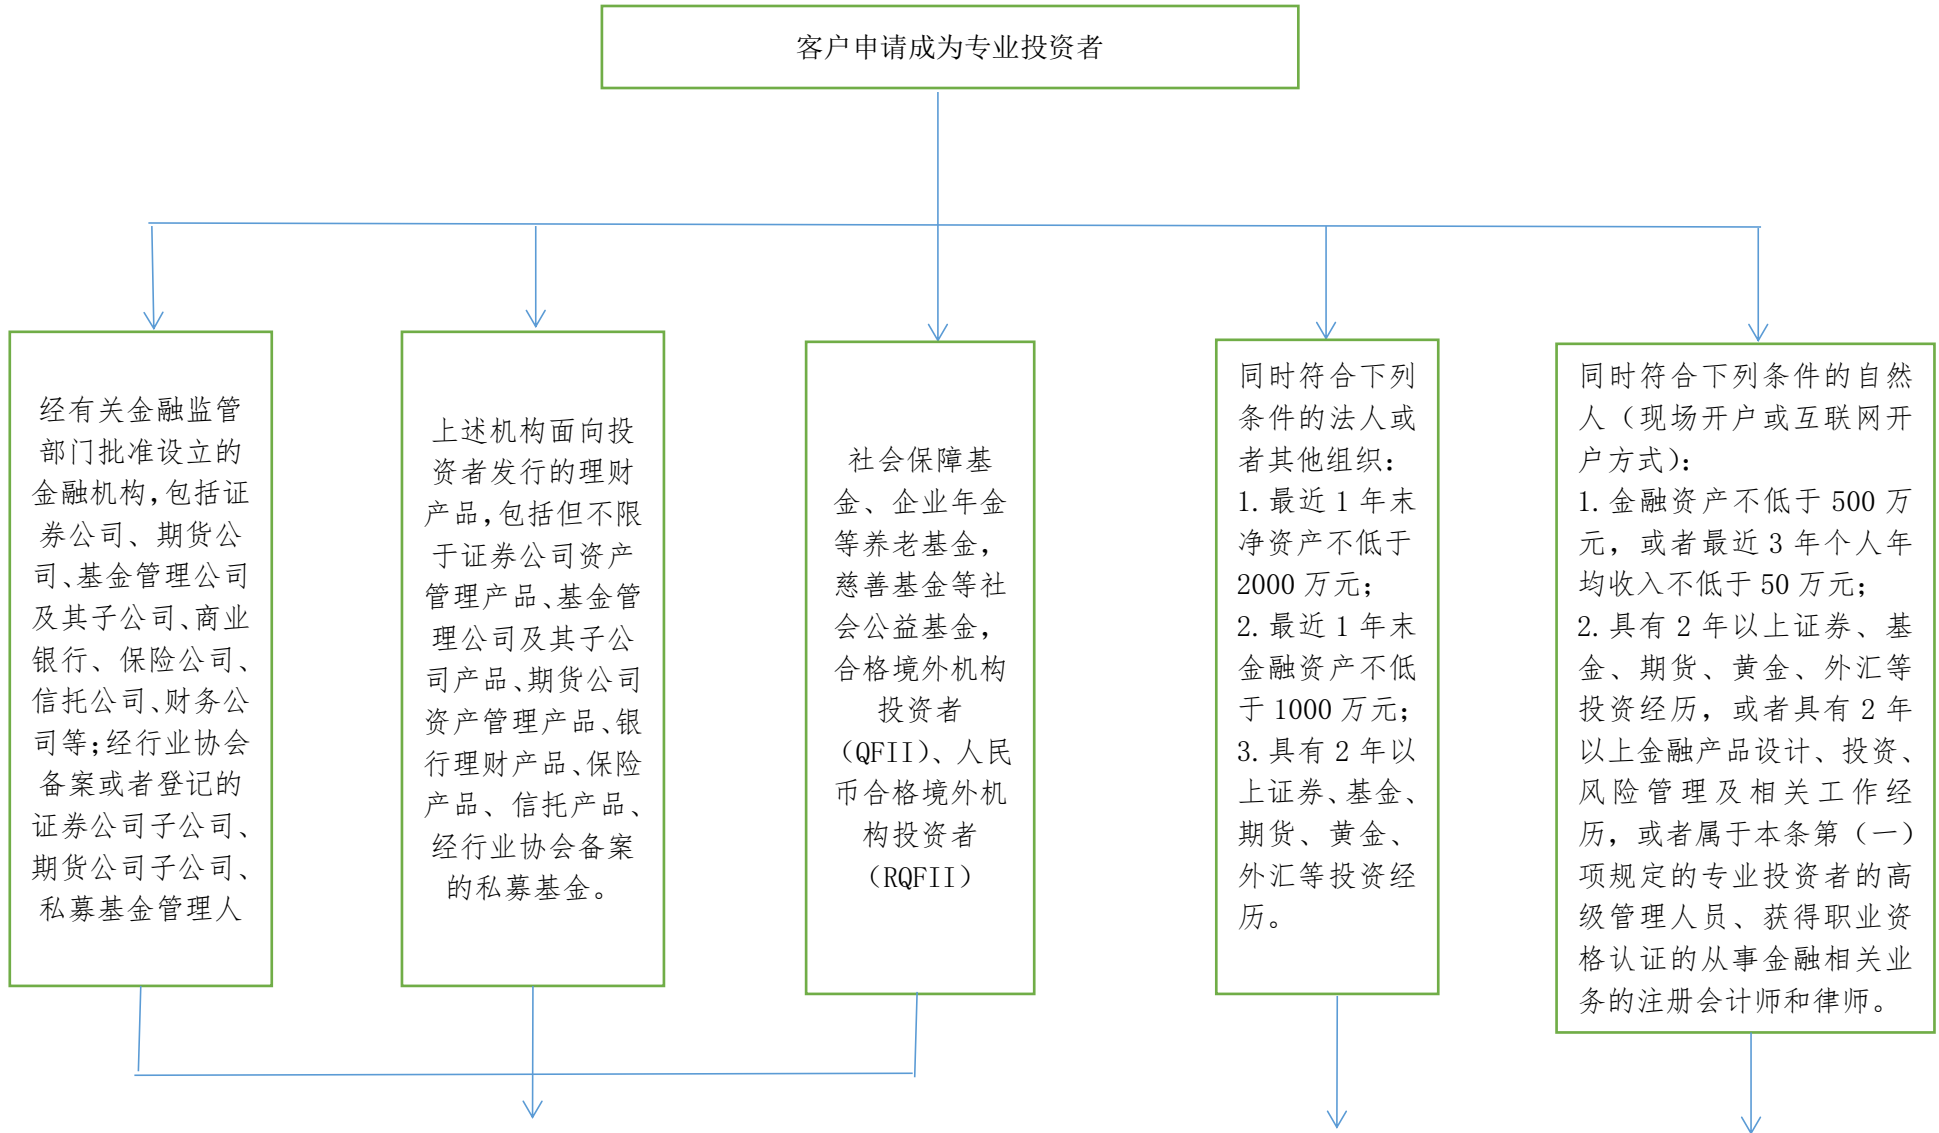 客户申请成为专业投资者
经有关金融监管
部门批准设立的
金融机构,包括证
券公司、期货公
司、基金管理公司
及其子公司、商业
银行、保险公司、
信托公司、财务公
司等;经行业协会
备案或者登记的
证券公司子公司、
期货公司子公司、
私募基金管理人
上述机构面向投
资者发行的理财
产品,包括但不限
于证券公司资产
管理产品、基金管
理公司及其子公
司产品、期货公司
资产管理产品、银
行理财产品、保险
产品、信托产品、
经行业协会备案
的私募基金。
社会保障基
金、企业年金
等养老基金，
慈善基金等社
会公益基金，
合格境外机构
投资者
（QFII）、人民
币合格境外机
构投资者
（RQFII）
同时符合下列
条件的法人或
者其他组织：
1.最近 1 年末
净资产不低于
2000 万元；
2.最近 1 年末
金融资产不低
于 1000 万元；
3.具有 2 年以
上证券、基金、
期货、黄金、
外汇等投资经
历。
同时符合下列条件的自然
人（现场开户或互联网开
户方式）：
1.金融资产不低于 500 万
元，或者最近 3 年个人年
均收入不低于 50 万元；
2.具有 2 年以上证券、基
金、期货、黄金、外汇等
投资经历，或者具有 2 年
以上金融产品设计、投资、
风险管理及相关工作经
历，或者属于本条第（一）
项规定的专业投资者的高
级管理人员、获得职业资
格认证的从事金融相关业
务的注册会计师和律师。